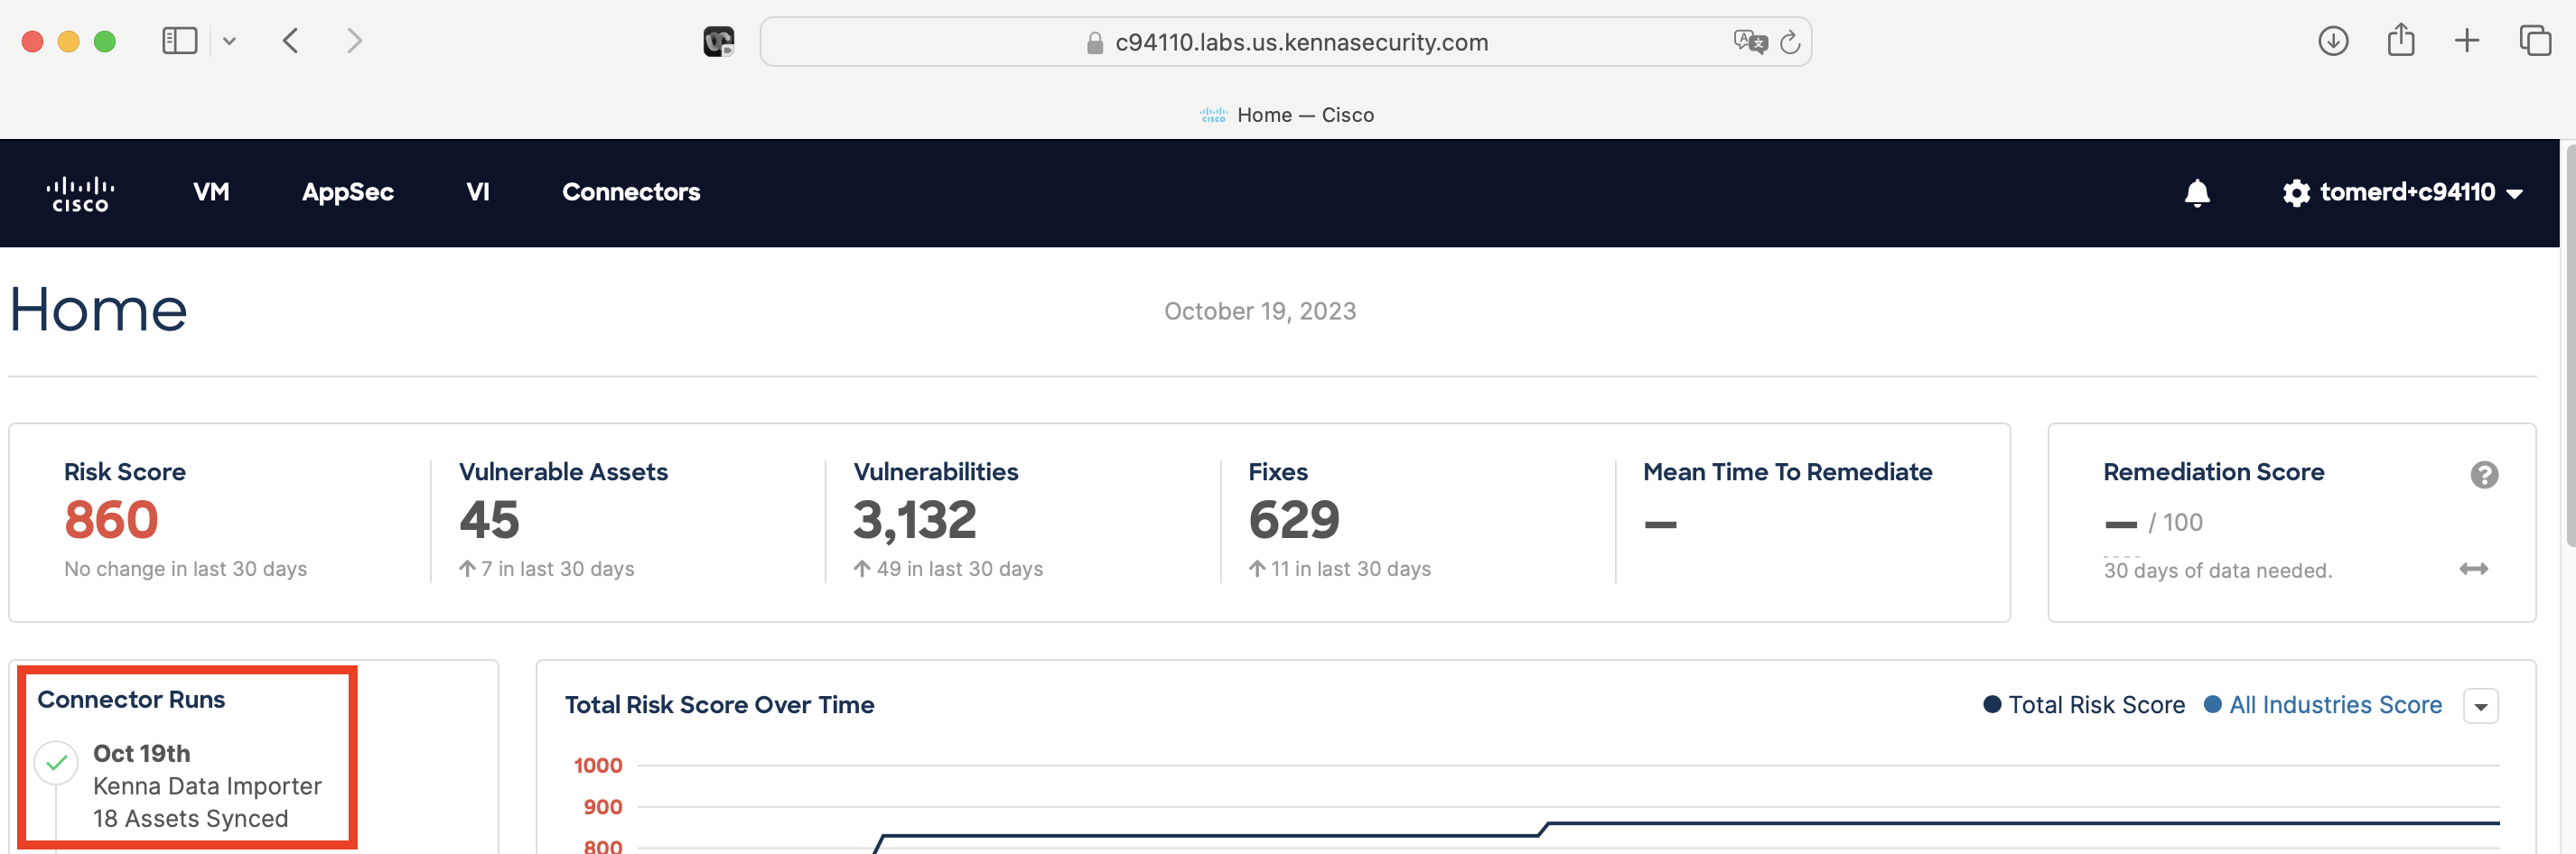 c94110.labs.us.kennasecurity.com
CISCO Home — Cisco
CISCO VM AppSec VI Connectors tomerd+c94110
Home October 19, 2023
Risk Score Vulnerable Assets Vulnerabilities Fixes Mean Time To Remediate Remediation Score ?
860 45 3,132 629 — — / 100
No change in last 30 days 7 in last 30 days 49 in last 30 days 11 in last 30 days 30 days of data needed.
Connector Runs
Oct 19th
Kenna Data Importer
18 Assets Synced
Total Risk Score Over Time Total Risk Score All Industries Score
1000
900
800